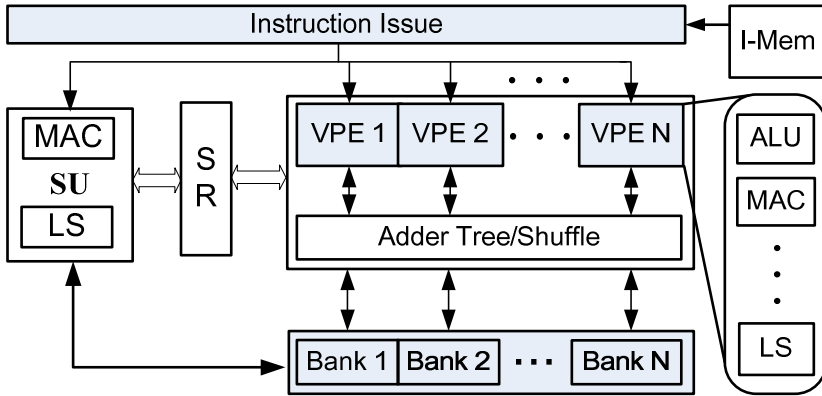 Instruction Issue
I-Mem
MAC
SU
LS
S
R
VPE 1 VPE 2 · · · VPE N
· · ·
Adder Tree/Shuffle
Bank 1 Bank 2 ··· Bank N
ALU
MAC
·
·
·
LS